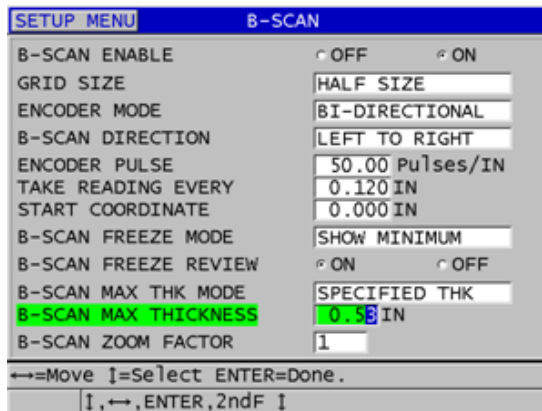 SETUP MENU B-SCAN
B-SCAN ENABLE OFF ON
GRID SIZE HALF SIZE
ENCODER MODE BI-DIRECTIONAL
B-SCAN DIRECTION LEFT TO RIGHT
ENCODER PULSE 50.00 Pulses/IN
TAKE READING EVERY 0.120 IN
START COORDINATE 0.000 IN
B-SCAN FREEZE MODE SHOW MINIMUM
B-SCAN FREEZE REVIEW ON OFF
B-SCAN MAX THK MODE SPECIFIED THK
B-SCAN MAX THICKNESS 0.53 IN
B-SCAN ZOOM FACTOR 1
↔=Move ↕=Select ENTER=Done.
↕,↔,ENTER,2ndF ↕